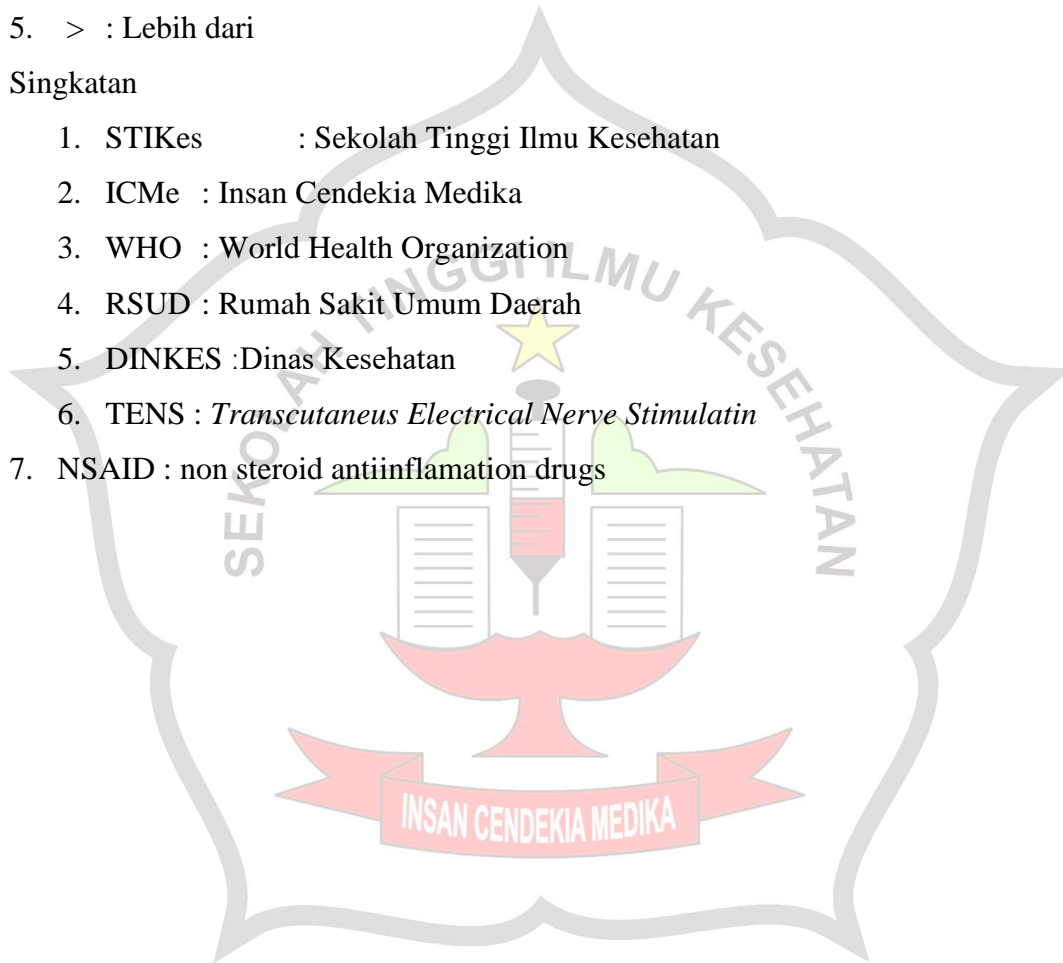 5. > : Lebih dari
Singkatan
1. STIKes : Sekolah Tinggi Ilmu Kesehatan
2. ICMe : Insan Cendekia Medika
3. WHO : World Health Organization
4. RSUD : Rumah Sakit Umum Daerah
5. DINKES :Dinas Kesehatan
6. TENS : Transcutaneus Electrical Nerve Stimulatin
7. NSAID : non steroid antiinflamation drugs
SEKOLAH TINGGI ILMU KESEHATAN
INSAN CENDEKIA MEDIKA